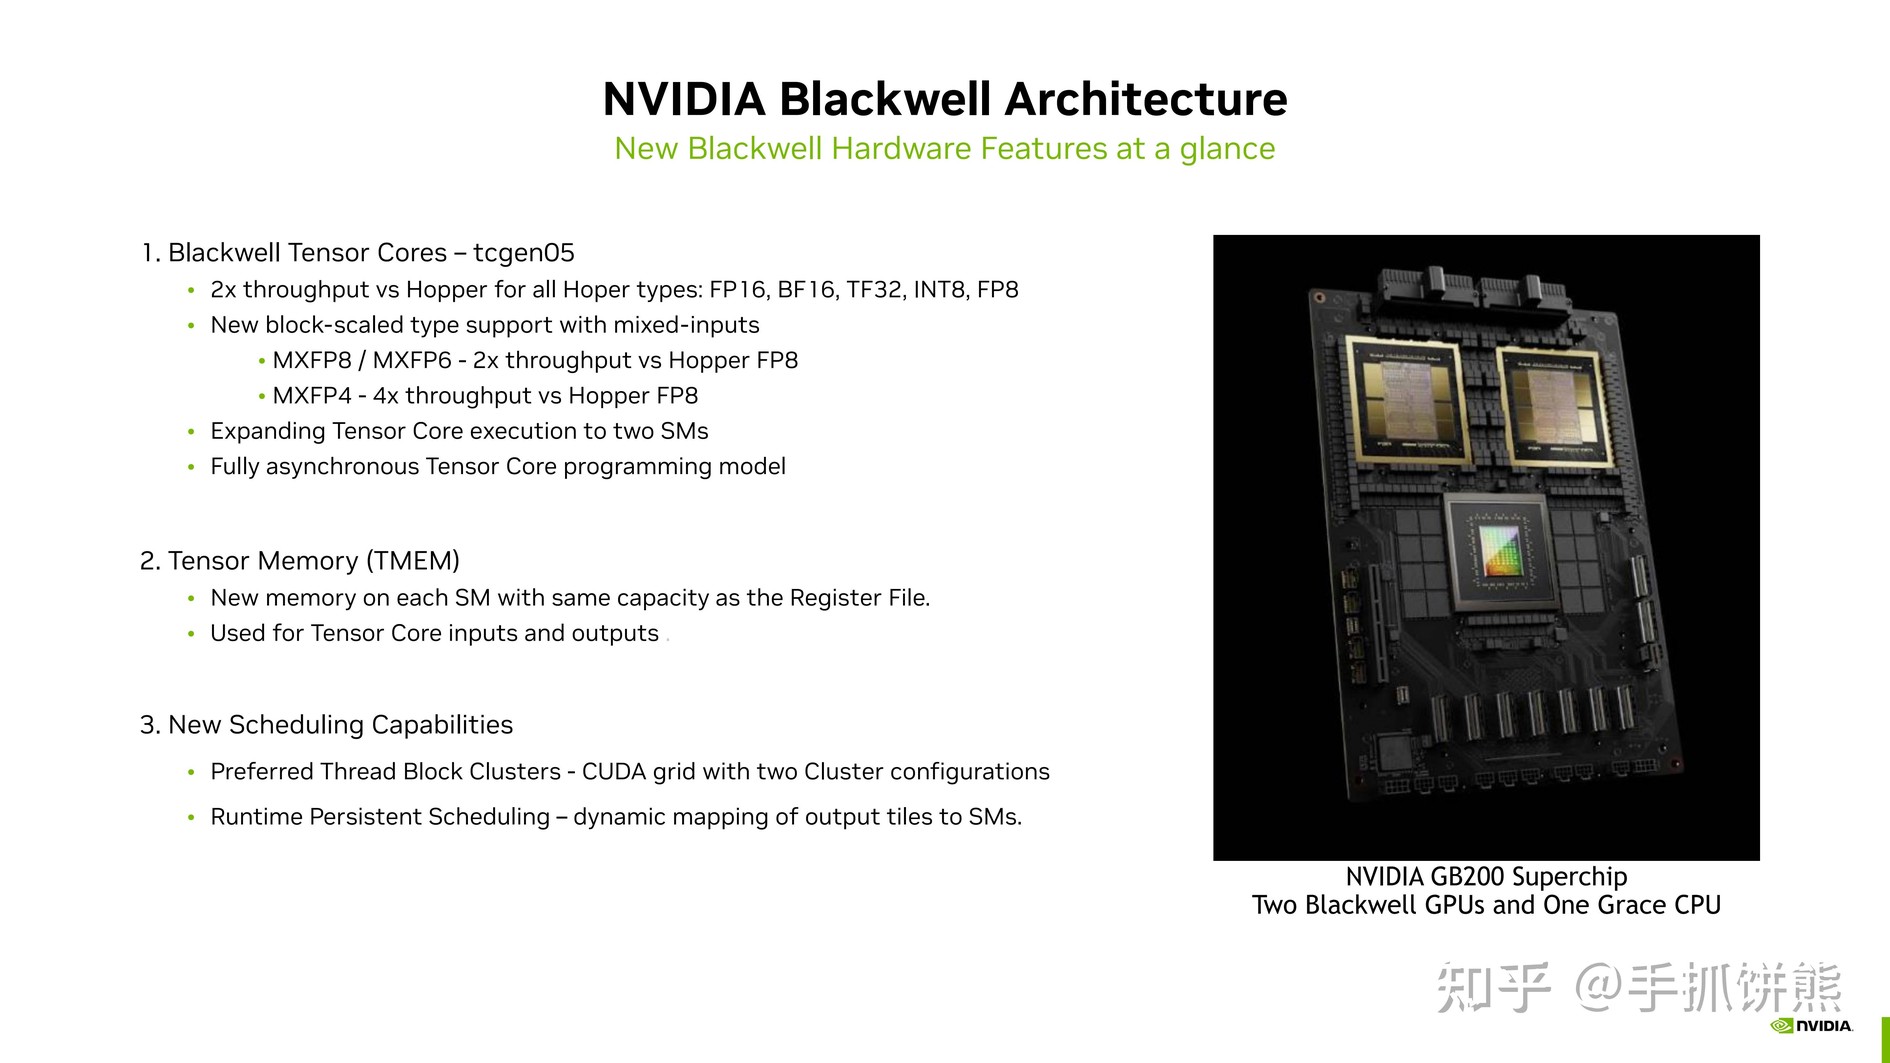 NVIDIA Blackwell Architecture
New Blackwell Hardware Features at a glance
1. Blackwell Tensor Cores – tcgen05
• 2x throughput vs Hopper for all Hoper types: FP16, BF16, TF32, INT8, FP8
• New block-scaled type support with mixed-inputs
• MXFP8 / MXFP6 - 2x throughput vs Hopper FP8
• MXFP4 - 4x throughput vs Hopper FP8
• Expanding Tensor Core execution to two SMs
• Fully asynchronous Tensor Core programming model
2. Tensor Memory (TMEM)
• New memory on each SM with same capacity as the Register File.
• Used for Tensor Core inputs and outputs .
3. New Scheduling Capabilities
• Preferred Thread Block Clusters - CUDA grid with two Cluster configurations
• Runtime Persistent Scheduling – dynamic mapping of output tiles to SMs.
NVIDIA GB200 Superchip
Two Blackwell GPUs and One Grace CPU
知乎 @手抓饼熊
NVIDIA.